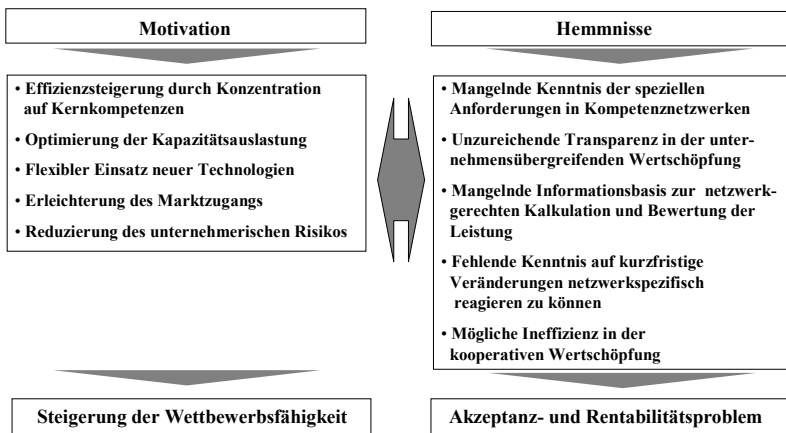 Motivation
• Effizienzsteigerung durch Konzentration
auf Kernkompetenzen
• Optimierung der Kapazitätsauslastung
• Flexibler Einsatz neuer Technologien
• Erleichterung des Marktzugangs
• Reduzierung des unternehmerischen Risikos
Steigerung der Wettbewerbsfähigkeit
Hemmnisse
• Mangelnde Kenntnis der speziellen
Anforderungen in Kompetenznetzwerken
• Unzureichende Transparenz in der unter-
nehmensübergreifenden Wertschöpfung
• Mangelnde Informationsbasis zur netzwerk-
gerechten Kalkulation und Bewertung der
Leistung
• Fehlende Kenntnis auf kurzfristige
Veränderungen netzwerkspezifisch
reagieren zu können
• Mögliche Ineffizienz in der
kooperativen Wertschöpfung
Akzeptanz- und Rentabilitätsproblem